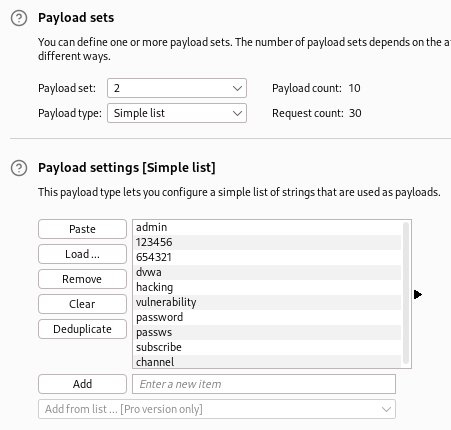 Payload sets
You can define one or more payload sets. The number of payload sets depends on the
different ways.
Payload set: 2 Payload count: 10
Payload type: Simple list Request count: 30
Payload settings [Simple list]
This payload type lets you configure a simple list of strings that are used as payloads.
Paste
Load ...
Remove
Clear
Deduplicate
admin
123456
654321
dvwa
hacking
vulnerability
password
passws
subscribe
channel
Add Enter a new item
Add from list ... [Pro version only]